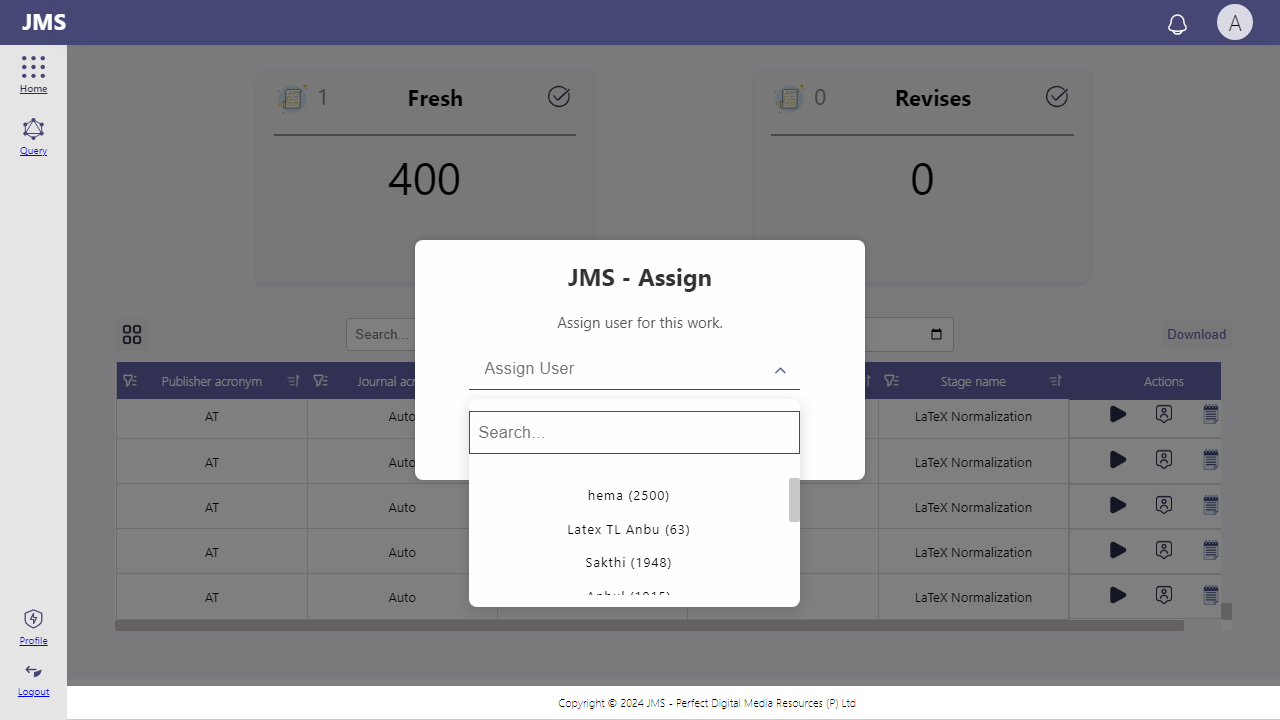 JMS
A
Home
Query
1 Fresh
400
0 Revises
0
JMS - Assign
Assign user for this work.
Assign User
Search...
hema (2500)
Latex TL Anbu (63)
Sakthi (1948)
Search...
Download
Publisher acronym Journal Stage name Actions
AT Auto LaTeX Normalization
AT Auto LaTeX Normalization
AT Auto LaTeX Normalization
AT Auto LaTeX Normalization
AT Auto LaTeX Normalization
Profile
Logout
Copyright © 2024 JMS - Perfect Digital Media Resources (P) Ltd